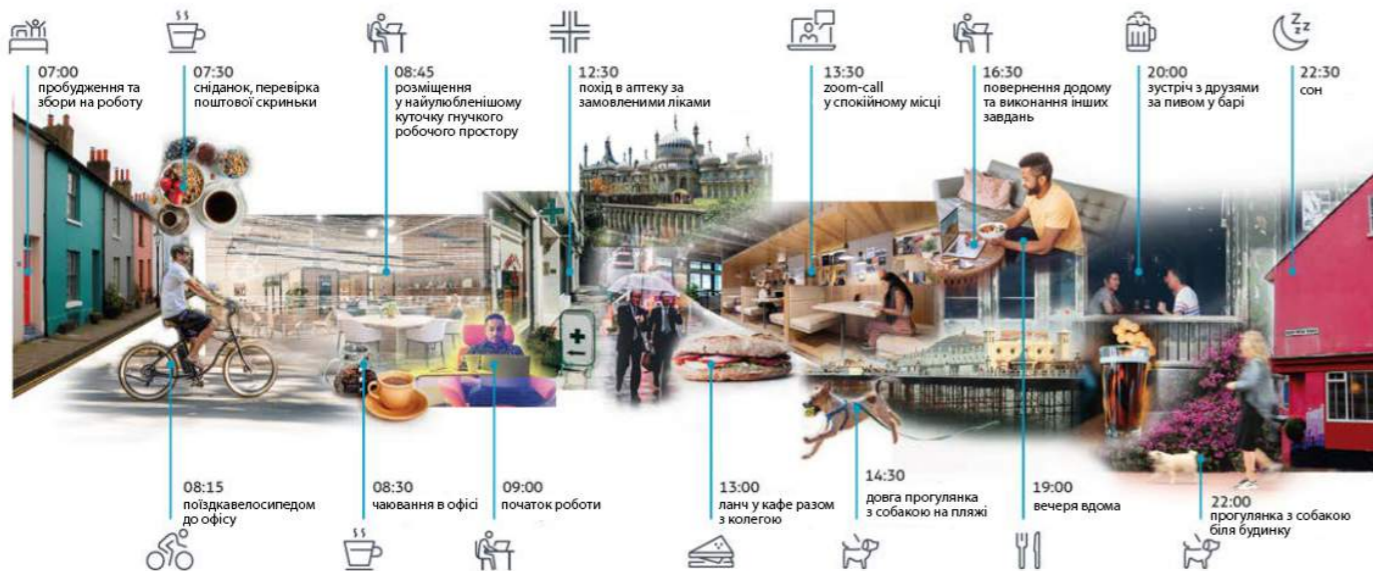 07:00
пробудження та
збори на роботу
07:30
сніданок, перевірка
поштової скриньки
08:45
розміщення
у найулюбленішому
куточку гнучкого
робочого простору
12:30
похід в аптеку за
замовленими ліками
13:30
zoom-call
у спокійному місці
16:30
повернення додому
та виконання інших
завдань
20:00
зустріч з друзями
за пивом у барі
22:30
сон
08:15
поїздкавелосипедом
до офісу
08:30
чаювання в офісі
09:00
початок роботи
13:00
ланч у кафе разом
з колегою
14:30
довга прогулянка
з собакою на пляжі
19:00
вечеря вдома
22:00
прогулянка з собакою
біля будинку